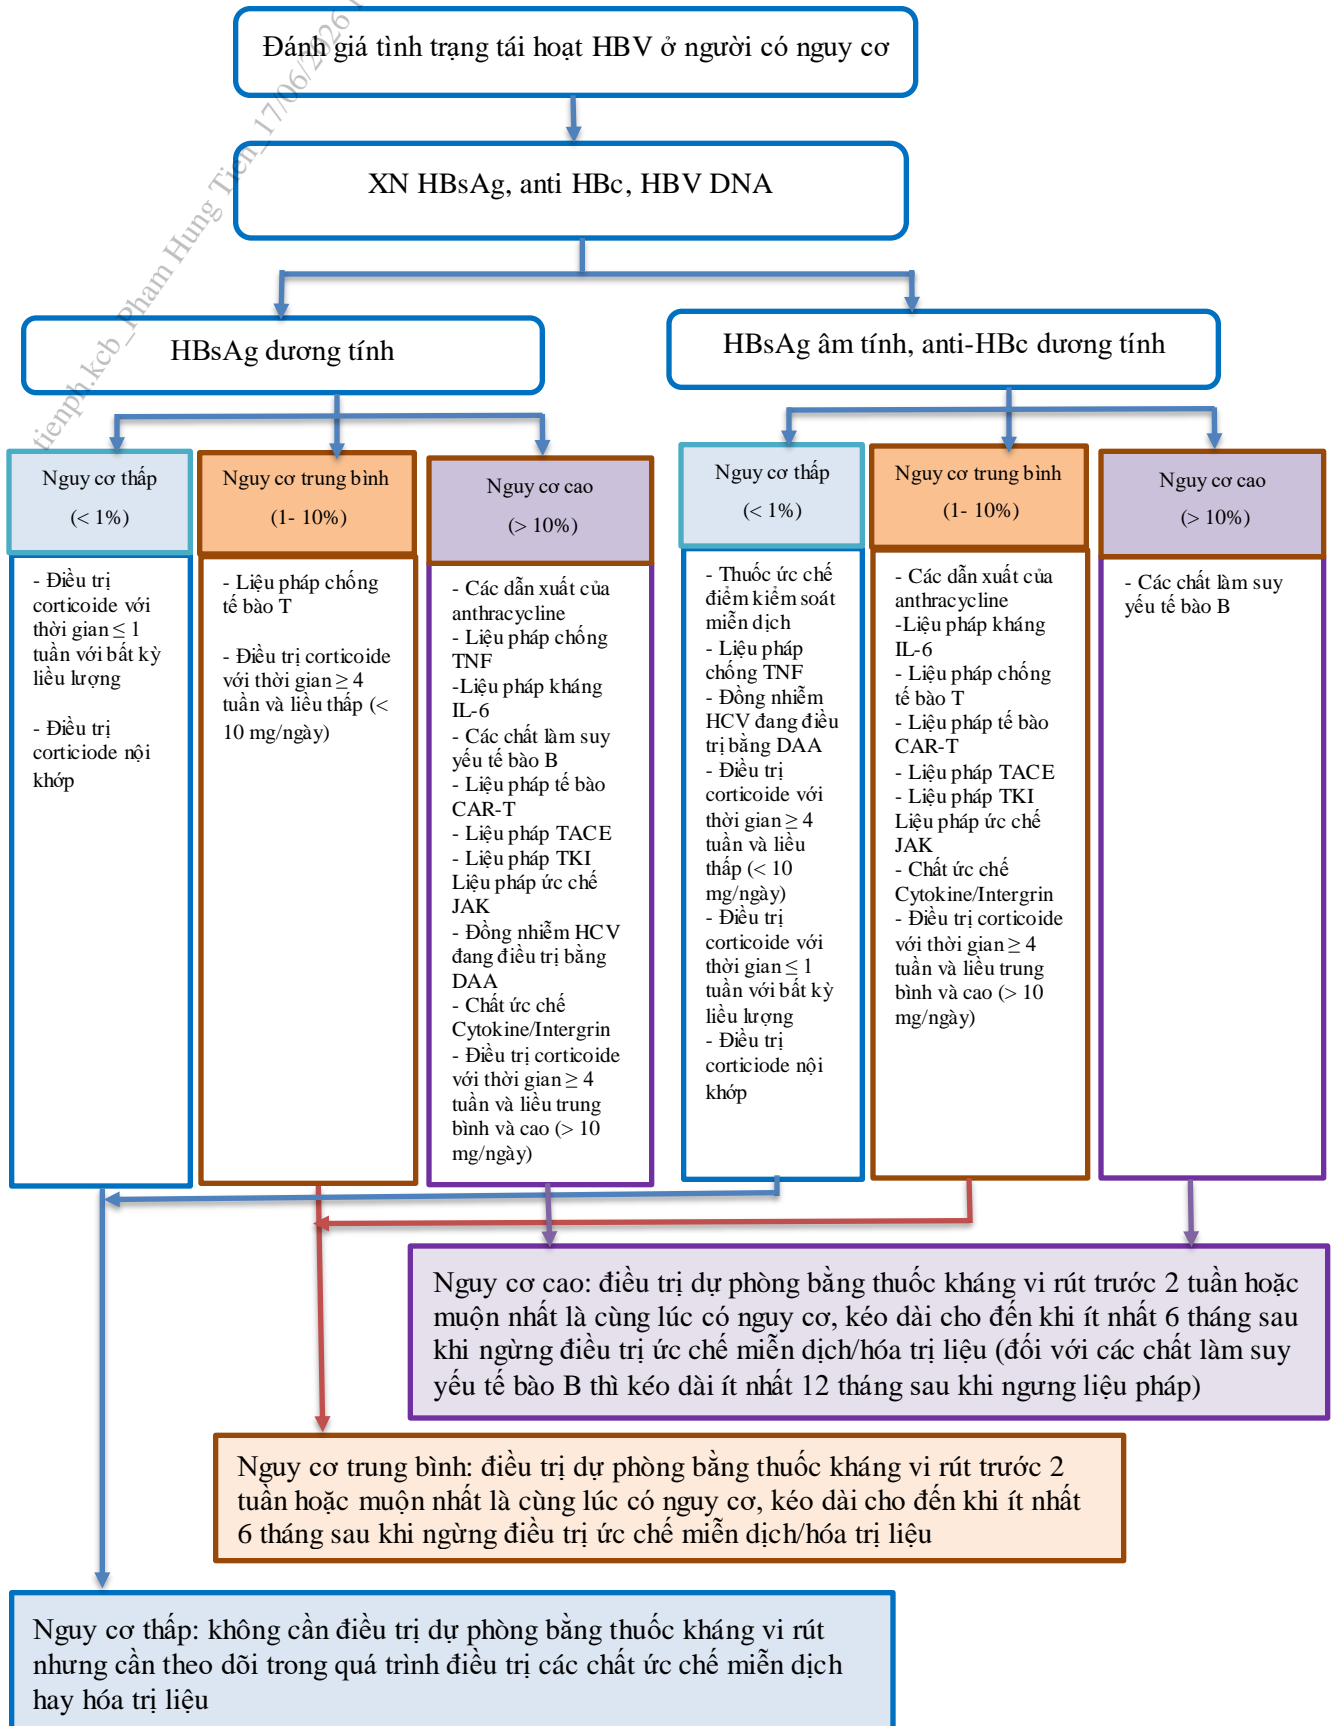 tienph.kcb_Pham Hung Tien_17/06/2026
Đánh giá tình trạng tái hoạt HBV ở người có nguy cơ
XN HBsAg, anti HBc, HBV DNA
HBsAg dương tính
HBsAg âm tính, anti-HBc dương tính
Nguy cơ thấp
(< 1%)
- Điều trị
corticoide với
thời gian ≤ 1
tuần với bất kỳ
liều lượng
- Điều trị
corticiode nội
khớp
Nguy cơ trung bình
(1- 10%)
- Liệu pháp chống
tế bào T
- Điều trị corticoide
với thời gian ≥ 4
tuần và liều thấp (<
10 mg/ngày)
Nguy cơ cao
(> 10%)
- Các dẫn xuất của
anthracycline
- Liệu pháp chống
TNF
-Liệu pháp kháng
IL-6
- Các chất làm suy
yếu tế bào B
- Liệu pháp tế bào
CAR-T
- Liệu pháp TACE
- Liệu pháp TKI
Liệu pháp ức chế
JAK
- Đồng nhiễm HCV
đang điều trị bằng
DAA
- Chất ức chế
Cytokine/Intergrin
- Điều trị corticoide
với thời gian ≥ 4
tuần và liều trung
bình và cao (> 10
mg/ngày)
Nguy cơ thấp
(< 1%)
- Thuốc ức chế
điểm kiểm soát
miễn dịch
- Liệu pháp
chống TNF
- Đồng nhiễm
HCV đang điều
trị bằng DAA
- Điều trị
corticoide với
thời gian ≥ 4
tuần và liều
thấp (< 10
mg/ngày)
- Điều trị
corticoide với
thời gian ≤ 1
tuần với bất kỳ
liều lượng
- Điều trị
corticiode nội
khớp
Nguy cơ trung bình
(1- 10%)
- Các dẫn xuất của
anthracycline
-Liệu pháp kháng
IL-6
- Liệu pháp chống
tế bào T
- Liệu pháp tế bào
CAR-T
- Liệu pháp TACE
- Liệu pháp TKI
Liệu pháp ức chế
JAK
- Chất ức chế
Cytokine/Intergrin
- Điều trị corticoide
với thời gian ≥ 4
tuần và liều trung
bình và cao (> 10
mg/ngày)
Nguy cơ cao
(> 10%)
- Các chất làm suy
yếu tế bào B
Nguy cơ cao: điều trị dự phòng bằng thuốc kháng vi rút trước 2 tuần hoặc
muộn nhất là cùng lúc có nguy cơ, kéo dài cho đến khi ít nhất 6 tháng sau
khi ngừng điều trị ức chế miễn dịch/hóa trị liệu (đối với các chất làm suy
yếu tế bào B thì kéo dài ít nhất 12 tháng sau khi ngưng liệu pháp)
Nguy cơ trung bình: điều trị dự phòng bằng thuốc kháng vi rút trước 2
tuần hoặc muộn nhất là cùng lúc có nguy cơ, kéo dài cho đến khi ít nhất
6 tháng sau khi ngừng điều trị ức chế miễn dịch/hóa trị liệu
Nguy cơ thấp: không cần điều trị dự phòng bằng thuốc kháng vi rút
nhưng cần theo dõi trong quá trình điều trị các chất ức chế miễn dịch
hay hóa trị liệu